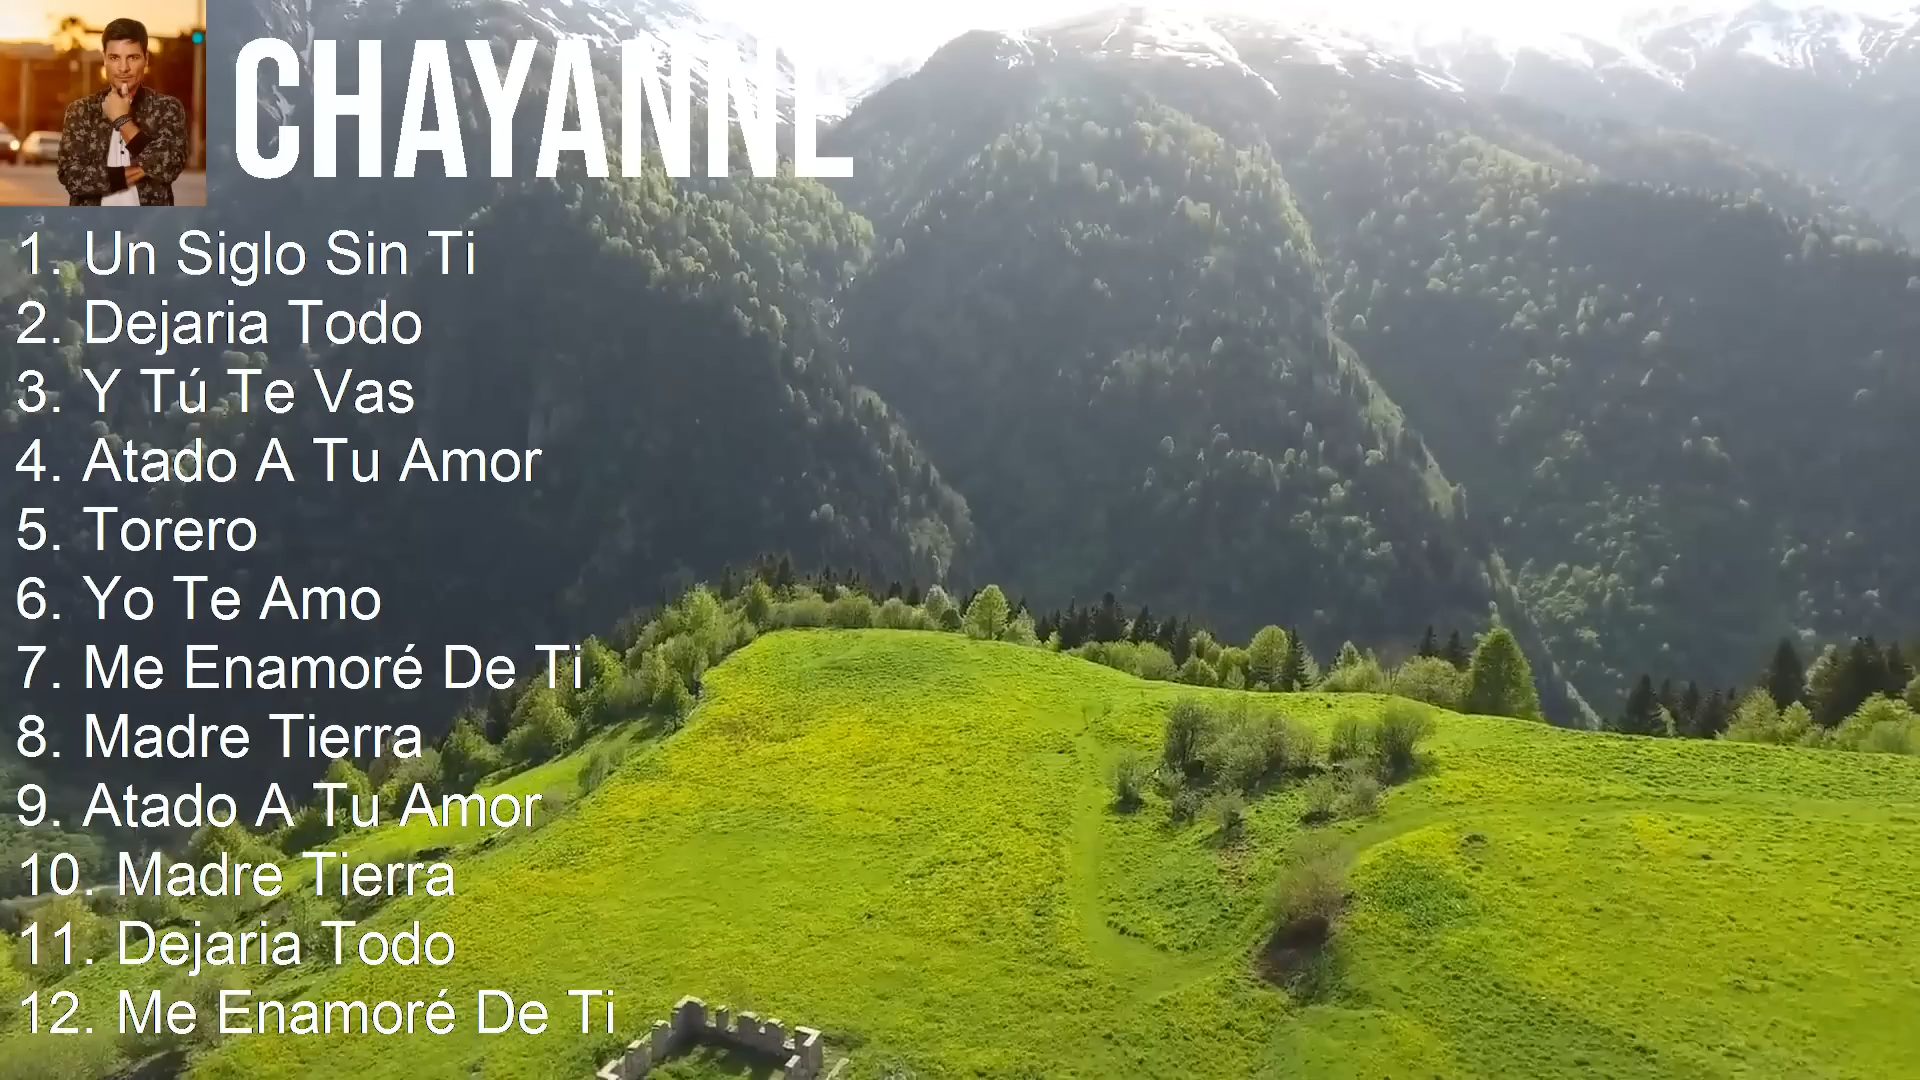 CHAYANNE
1. Un Siglo Sin Ti
2. Dejaria Todo
3. Y Tú Te Vas
4. Atado A Tu Amor
5. Torero
6. Yo Te Amo
7. Me Enamoré De Ti
8. Madre Tierra
9. Atado A Tu Amor
10. Madre Tierra
11. Dejaria Todo
12. Me Enamoré De Ti